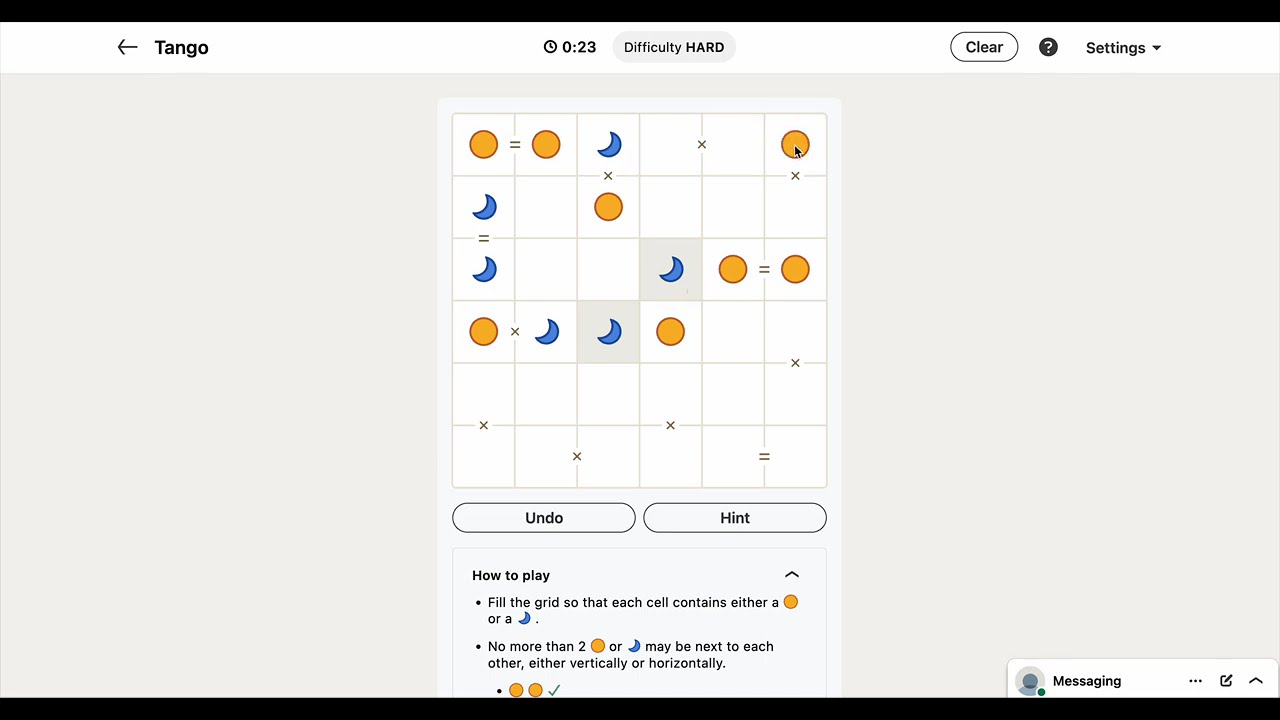 Tango
0:23
Difficulty HARD
Clear
?
Settings
= ×
× ×
=
=
×
×
× ×
× =
Undo
Hint
How to play
• Fill the grid so that each cell contains either a
or a .
• No more than 2 or may be next to each
other, either vertically or horizontally.
•
Messaging